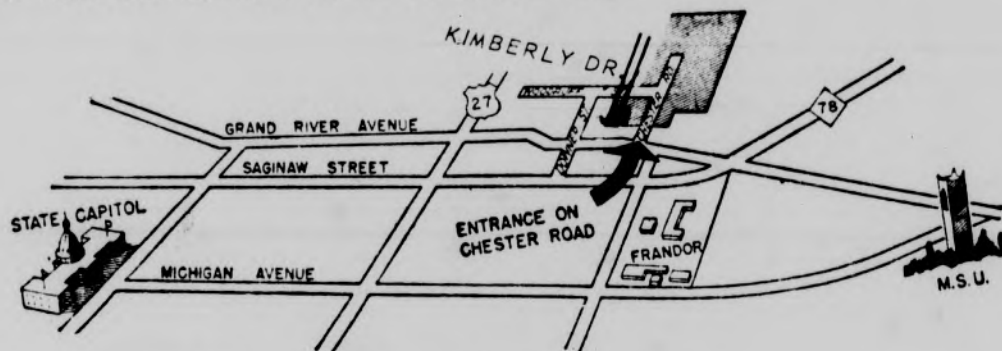 KIMBERLY DR.
27
78
GRAND RIVER AVENUE
SAGINAW STREET
STATE CAPITOL
ENTRANCE ON
CHESTER ROAD
FRANDOR
MICHIGAN AVENUE
M.S.U.